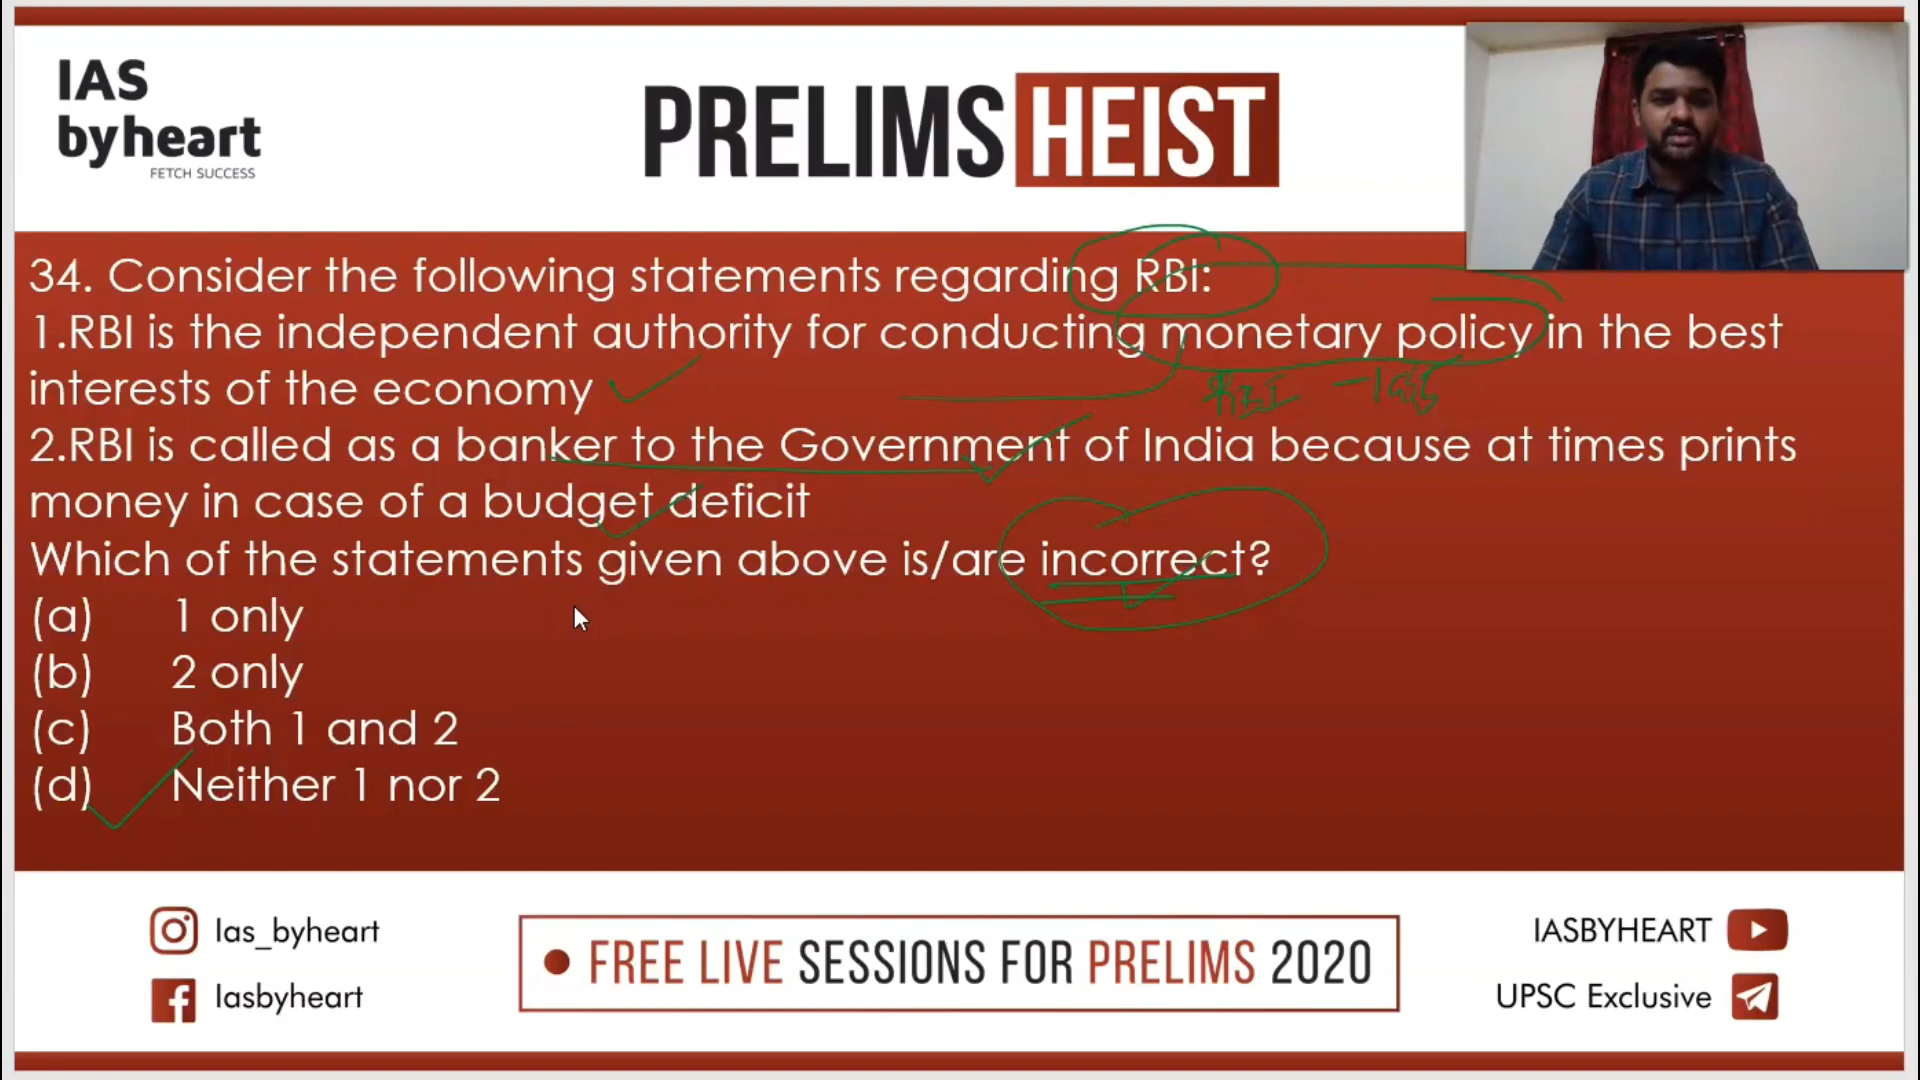 IAS
byheart
FETCH SUCCESS
PRELIMS HEIST
34. Consider the following statements regarding RBI:
1.RBI is the independent authority for conducting monetary policy in the best
interests of the economy
RBI
2.RBI is called as a banker to the Government of India because at times prints
money in case of a budget deficit
Which of the statements given above is/are incorrect?
(a) 1 only
(b) 2 only
(c) Both 1 and 2
(d) Neither 1 nor 2
Ias_byheart
Iasbyheart
FREE LIVE SESSIONS FOR PRELIMS 2020
IASBYHEART
UPSC Exclusive